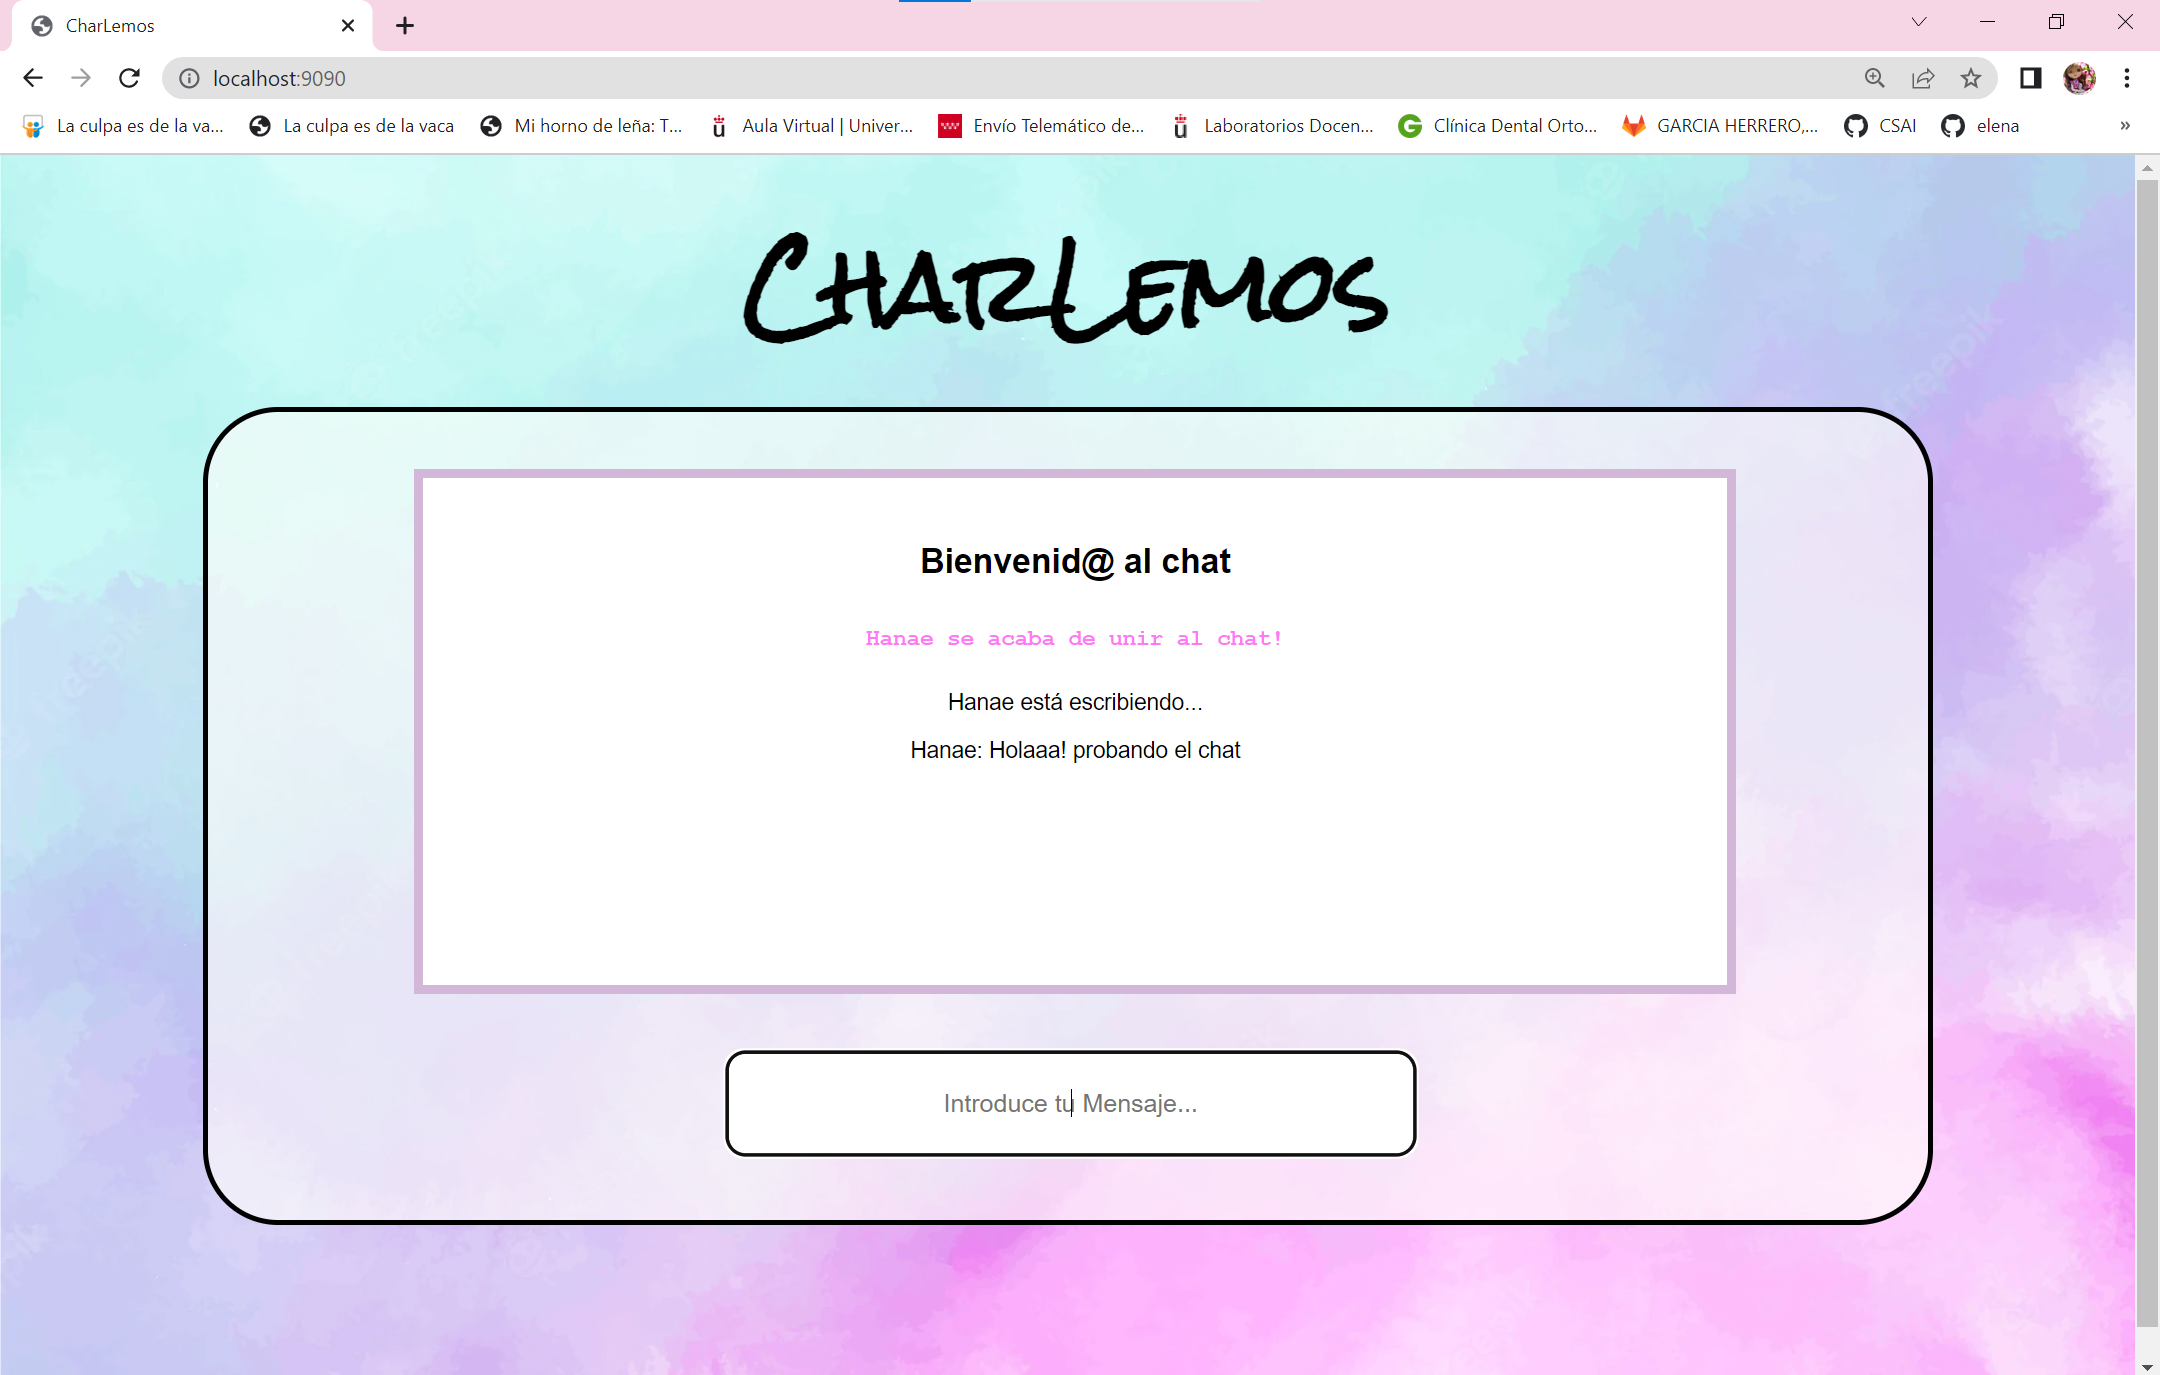 CharLemos
localhost:9090
La culpa es de la va... La culpa es de la vaca Mi horno de leña: T... Aula Virtual | Univer... Envío Telemático de... Laboratorios Docen... Clínica Dental Orto... GARCIA HERRERO,... CSAI elena »
CharLemos
Bienvenid@ al chat
Hanae se acaba de unir al chat!
Hanae está escribiendo...
Hanae: Holaaa! probando el chat
Introduce tu Mensaje...
freepik
freepik